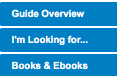 Guide Overview
I'm Looking for...
Books & Ebooks